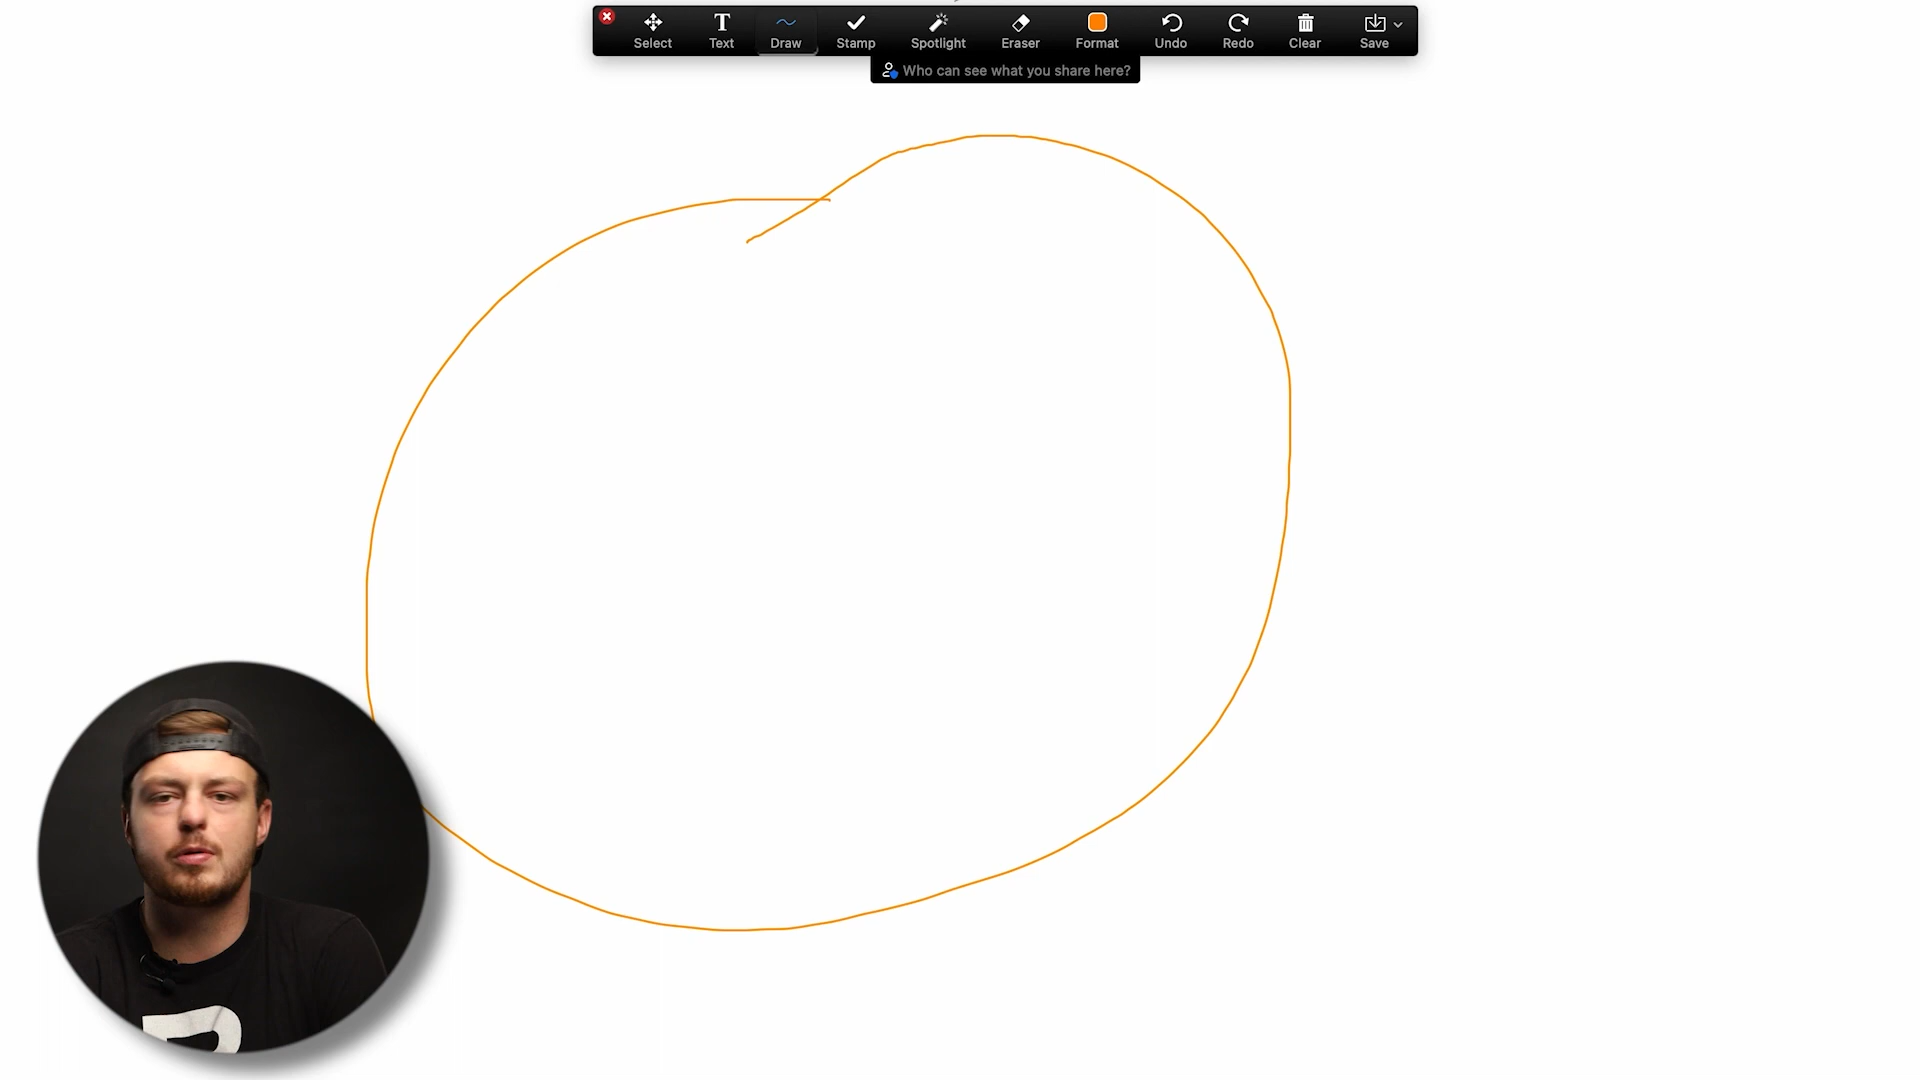 Select Text Draw Stamp Spotlight Eraser Format Undo Redo Clear Save
Who can see what you share here?